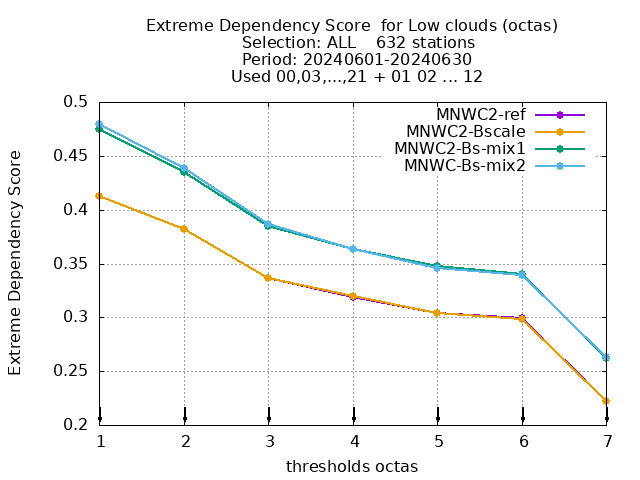 Extreme Dependency Score  for Low clouds (octas)
Selection: ALL    632 stations
Period: 20240601-20240630
Used 00,03,...,21 + 01 02 ... 12
MNWC2-ref
MNWC2-Bscale
MNWC2-Bs-mix1
MNWC-Bs-mix2
Extreme Dependency Score
0.5
0.45
0.4
0.35
0.3
0.25
0.2
1 2 3 4 5 6 7
thresholds octas